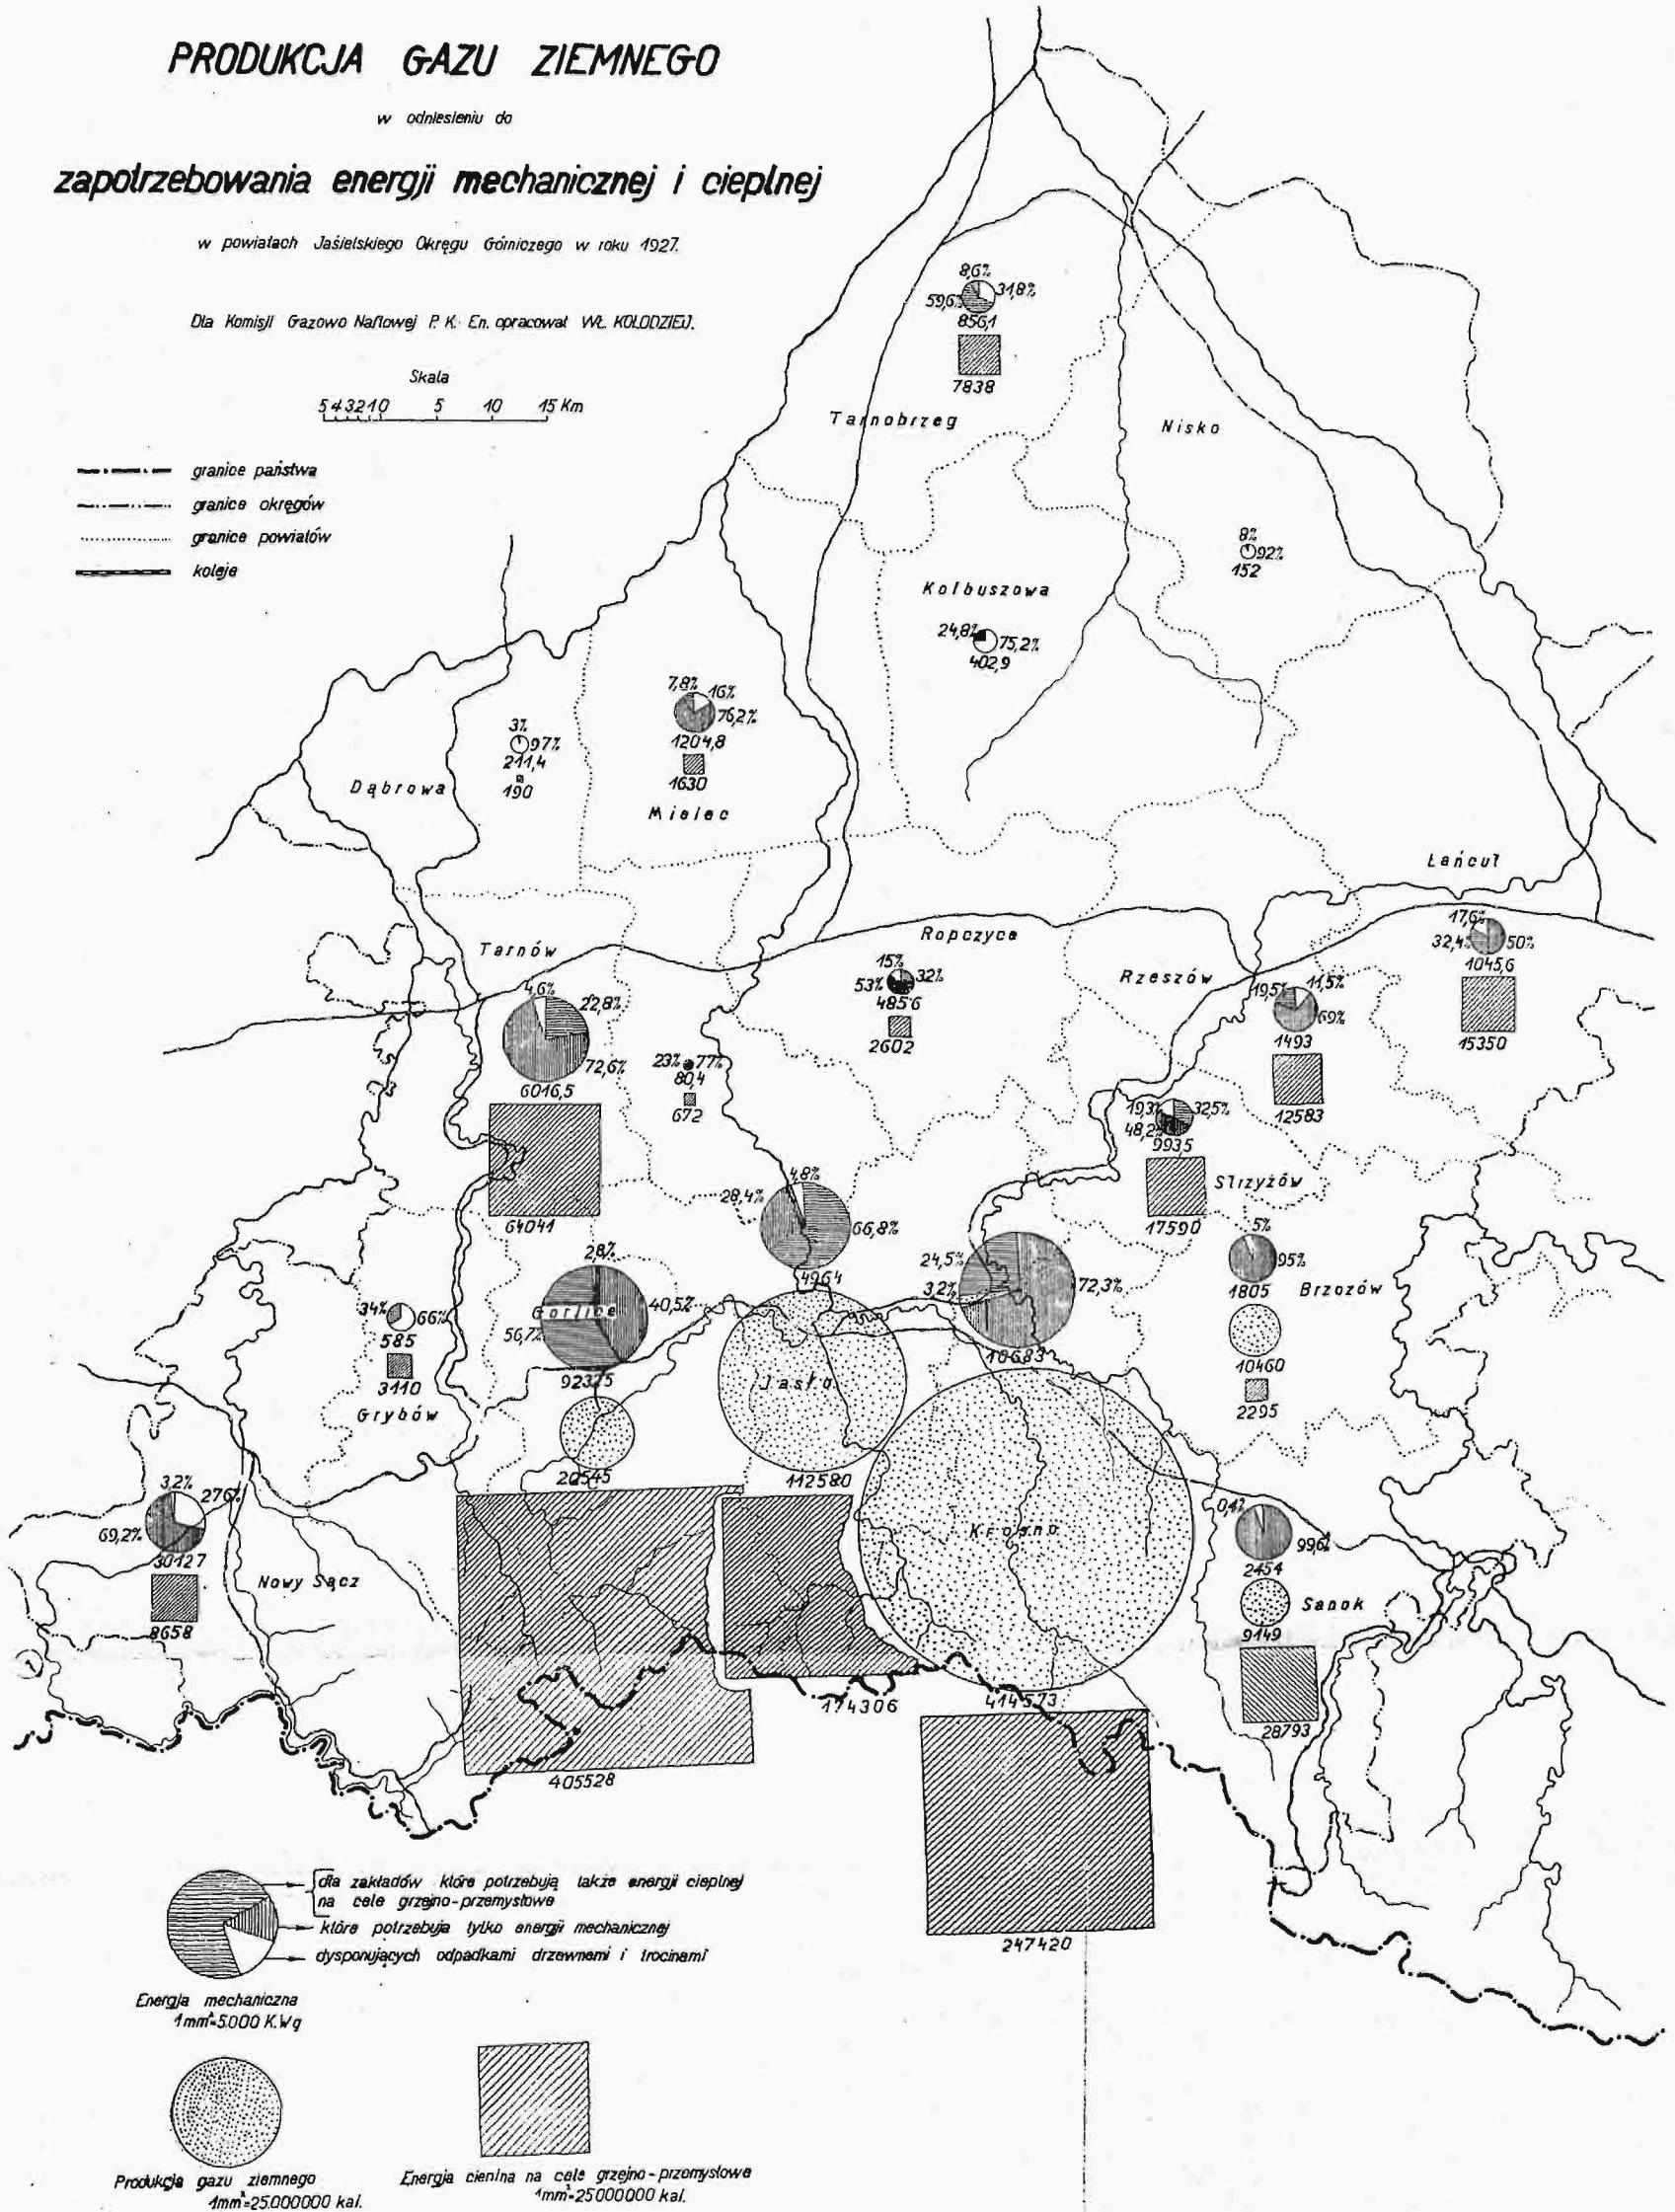 PRODUKCJA GAZU ZIEMNEGO
w odniesieniu do
zapotrzebowania energji mechanicznej i cieplnej
w powiatach Jasielskiego Okręgu Górniczego w roku 1927.
Dla Komisji Gazowo Naftowej P. K. En. opracował WŁ. KOŁODZIEJ.
Skala
5 4 3 2 1 0 5 10 15 Km
granice państwa
granice okręgów
granice powiatów
koleje
8,6%
59,6% 31,8%
856,1
7838
Tarnobrzeg
Nisko
8%
92%
152
Kolbuszowa
24,8% 75,2%
402,9
7,8% 16%
76,2%
1204,8
1630
Mielec
3%
97%
211,4
190
Dąbrowa
Łańcut
17,6%
32,4% 50%
1045,6
15350
Tarnów
4,6% 22,8%
72,6%
6016,5
64041
Ropczyce
15%
53% 32%
485'6
2602
23% 77%
80,4
672
Rzeszów
19,5% 11,5%
69%
1493
12583
19,3% 32,5%
48,2%
993,5
17590
Strzyżów
4,8%
28,4%
66,8%
4964
Jasło
112580
174306
24,5%
3,2% 72,3%
10683
Krosno
414573
247420
5%
95%
1805
Brzozów
10460
2295
2,8%
Gorlice 40,5%
56,7%
9237,5
20545
405528
34% 66%
585
3110
Grybów
3,2% 27,6%
69,2%
3012,7
Nowy Sącz
8658
0,4%
99,6%
2454
Sanok
9149
28793
dla zakładów które potrzebują także energji cieplnej
na cele grzejno-przemysłowe
które potrzebują tylko energji mechanicznej
dysponujących odpadkami drzewnemi i trocinami
Energja mechaniczna
1mm²=5.000 K.Wg
Produkcja gazu ziemnego
1mm²=25.000000 kal.
Energja cieplna na cele grzejno-przemysłowe
1mm²=25000000 kal.